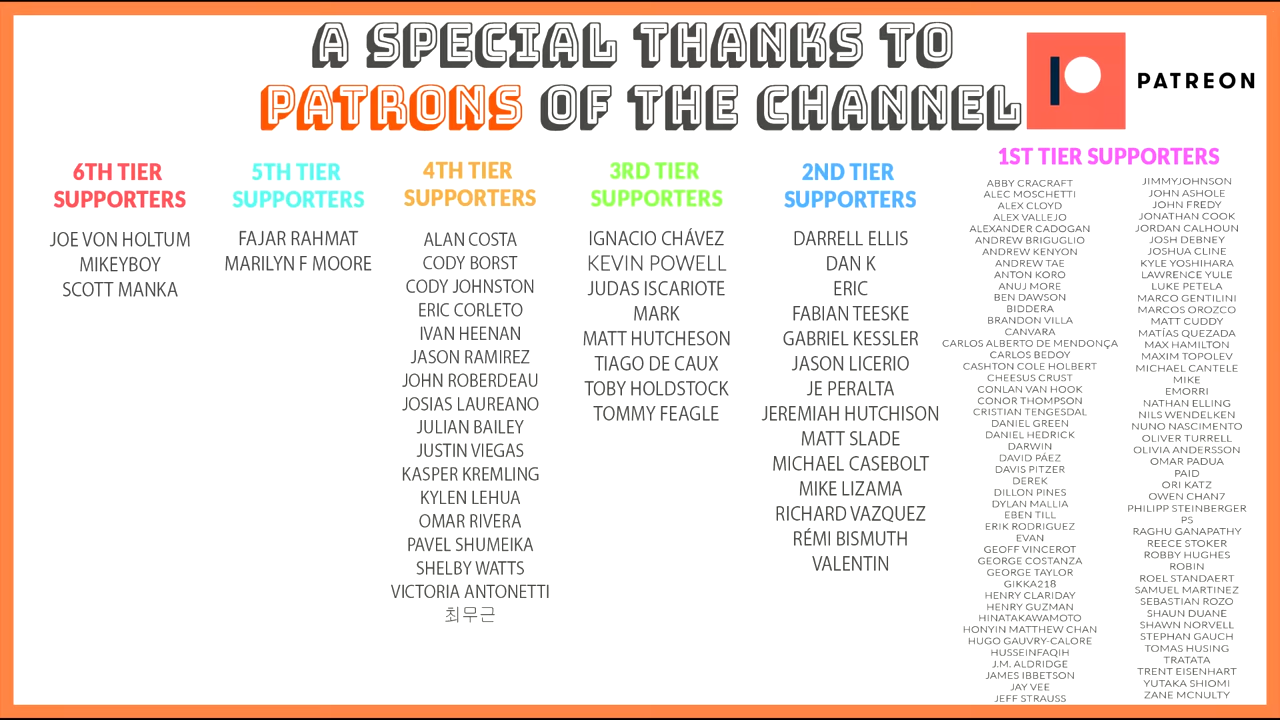 A SPECIAL THANKS TO
PATRONS OF THE CHANNEL
PATREON
6TH TIER
SUPPORTERS
JOE VON HOLTUM
MIKEYBOY
SCOTT MANKA
5TH TIER
SUPPORTERS
FAJAR RAHMAT
MARILYN F MOORE
4TH TIER
SUPPORTERS
ALAN COSTA
CODY BORST
CODY JOHNSTON
ERIC CORLETO
IVAN HEENAN
JASON RAMIREZ
JOHN ROBERDEAU
JOSIAS LAUREANO
JULIAN BAILEY
JUSTIN VIEGAS
KASPER KREMLING
KYLEN LEHUA
OMAR RIVERA
PAVEL SHUMEIKA
SHELBY WATTS
VICTORIA ANTONETTI
최무근
3RD TIER
SUPPORTERS
IGNACIO CHÁVEZ
KEVIN POWELL
JUDAS ISCARIOTE
MARK
MATT HUTCHESON
TIAGO DE CAUX
TOBY HOLDSTOCK
TOMMY FEAGLE
2ND TIER
SUPPORTERS
DARRELL ELLIS
DAN K
ERIC
FABIAN TEESKE
GABRIEL KESSLER
JASON LICERIO
JE PERALTA
JEREMIAH HUTCHISON
MATT SLADE
MICHAEL CASEBOLT
MIKE LIZAMA
RICHARD VAZQUEZ
RÉMI BISMUTH
VALENTIN
1ST TIER SUPPORTERS
ABBY CRACRAFT
ALEC MOSCHETTI
ALEX CLOYD
ALEX VALLEJO
ALEXANDER CADOGAN
ANDREW BRIGUGLIO
ANDREW KENYON
ANDREW TAE
ANTON KORO
ANUJ MORE
BEN DAWSON
BIDDERA
BRANDON VILLA
CANVARA
CARLOS ALBERTO DE MENDONÇA
CARLOS BEDOY
CASHTON COLE HOLBERT
CHEESUS CRUST
CONLAN VAN HOOK
CONOR THOMPSON
CRISTIAN TENGESDAL
DANIEL GREEN
DANIEL HEDRICK
DARWIN
DAVID PÁEZ
DAVIS PITZER
DEREK
DILLON PINES
DYLAN MALLIA
EBEN TILL
ERIK RODRIGUEZ
EVAN
GEOFF VINCEROT
GEORGE COSTANZA
GEORGE TAYLOR
GIKKA218
HENRY CLARIDAY
HENRY GUZMAN
HINATAKAWAMOTO
HONYIN MATTHEW CHAN
HUGO GAUVRY-CALORE
HUSSEINFAQIH
J.M. ALDRIDGE
JAMES IBBETSON
JAY VEE
JEFF STRAUSS
JIMMYJOHNSON
JOHN ASHOLE
JOHN FREDY
JONATHAN COOK
JORDAN CALHOUN
JOSH DEBNEY
JOSHUA CLINE
KYLE YOSHIHARA
LAWRENCE YULE
LUKE PETELA
MARCO GENTILINI
MARCOS OROZCO
MATT CUDDY
MATÍAS QUEZADA
MAX HAMILTON
MAXIM TOPOLEV
MICHAEL CANTELE
MIKE
EMORRI
NATHAN ELLING
NILS WENDELKEN
NUNO NASCIMENTO
OLIVER TURRELL
OLIVIA ANDERSSON
OMAR PADUA
PAID
ORI KATZ
OWEN CHAN7
PHILIPP STEINBERGER
PS
RAGHU GANAPATHY
REECE STOKER
ROBBY HUGHES
ROBIN
ROEL STANDAERT
SAMUEL MARTINEZ
SEBASTIAN ROZO
SHAUN DUANE
SHAWN NORVELL
STEPHAN GAUCH
TOMAS HUSING
TRATATA
TRENT EISENHART
YUTAKA SHIOMI
ZANE MCNULTY